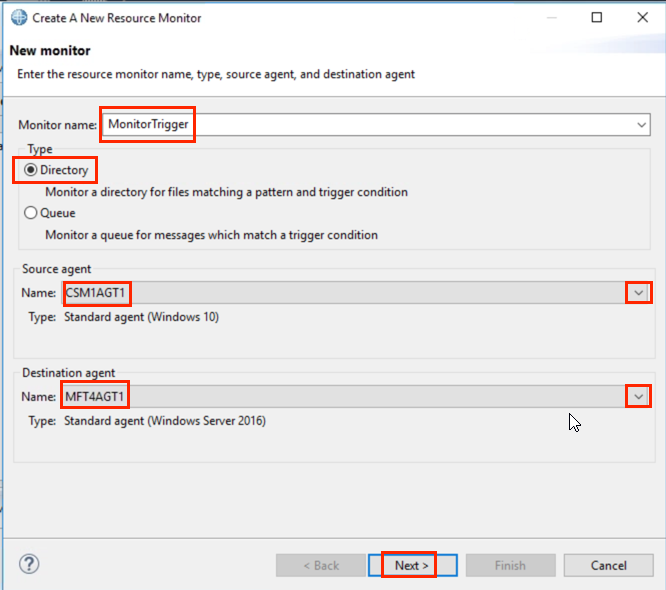 Create A New Resource Monitor
New monitor
Enter the resource monitor name, type, source agent, and destination agent
Monitor name: MonitorTrigger
Type
Directory
Monitor a directory for files matching a pattern and trigger condition
Queue
Monitor a queue for messages which match a trigger condition
Source agent
Name: CSM1AGT1
Type: Standard agent (Windows 10)
Destination agent
Name: MFT4AGT1
Type: Standard agent (Windows Server 2016)
?
< Back Next > Finish Cancel